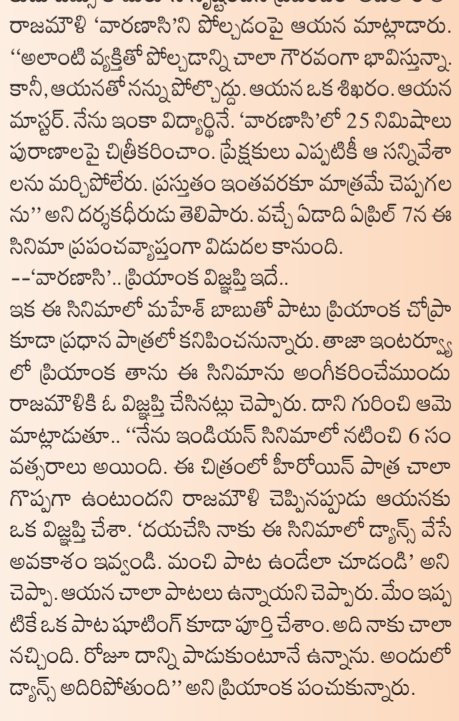 రాజమౌళి ‘వారణాసి’ని పోల్చడంపై ఆయన మాట్లాడారు.
‘‘అలాంటి వ్యక్తితో పోల్చడాన్ని చాలా గౌరవంగా భావిస్తున్నా.
కానీ, ఆయనతో నన్ను పోల్చొద్దు. ఆయన ఒక శిఖరం. ఆయన
మాస్టర్. నేను ఇంకా విద్యార్థినే. ‘వారణాసి’లో 25 నిమిషాలు
పురాణాలపై చిత్రీకరించాం. ప్రేక్షకులు ఎప్పటికీ ఆ సన్నివేశా
లను మర్చిపోలేరు. ప్రస్తుతం ఇంతవరకూ మాత్రమే చెప్పగల
ను’’ అని దర్శకధీరుడు తెలిపారు. వచ్చే ఏడాది ఏప్రిల్ 7న ఈ
సినిమా ప్రపంచవ్యాప్తంగా విడుదల కానుంది.
--‘వారణాసి’.. ప్రియాంక విజ్ఞప్తి ఇదే..
ఇక ఈ సినిమాలో మహేశ్ బాబుతో పాటు ప్రియాంక చోప్రా
కూడా ప్రధాన పాత్రలో కనిపించనున్నారు. తాజా ఇంటర్వ్యూ
లో ప్రియాంక తాను ఈ సినిమాను అంగీకరించేముందు
రాజమౌళికి ఓ విజ్ఞప్తి చేసినట్లు చెప్పారు. దాని గురించి ఆమె
మాట్లాడుతూ.. ‘‘నేను ఇండియన్ సినిమాలో నటించి 6 సం
వత్సరాలు అయింది. ఈ చిత్రంలో హీరోయిన్ పాత్ర చాలా
గొప్పగా ఉంటుందని రాజమౌళి చెప్పినప్పుడు ఆయనకు
ఒక విజ్ఞప్తి చేశా. ‘దయచేసి నాకు ఈ సినిమాలో డ్యాన్స్ వేసే
అవకాశం ఇవ్వండి. మంచి పాట ఉండేలా చూడండి’ అని
చెప్పా. ఆయన చాలా పాటలు ఉన్నాయని చెప్పారు. మేం ఇప్ప
టికే ఒక పాట షూటింగ్ కూడా పూర్తి చేశాం. అది నాకు చాలా
నచ్చింది. రోజూ దాన్ని పాడుకుంటూనే ఉన్నాను. అందులో
డ్యాన్స్ అదిరిపోతుంది’’ అని ప్రియాంక పంచుకున్నారు.